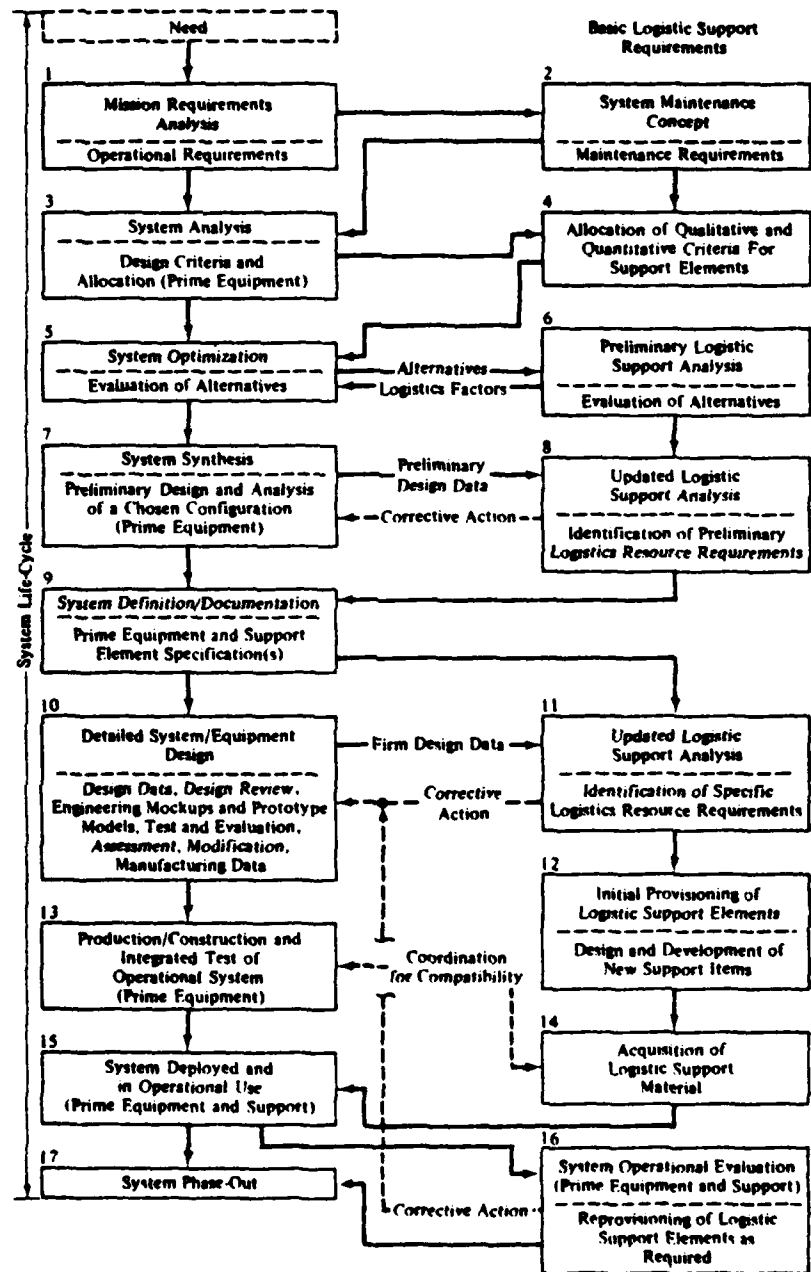 Need
Basic Logistic Support
Requirements
1
Mission Requirements
Analysis
Operational Requirements
2
System Maintenance
Concept
Maintenance Requirements
3
System Analysis
Design Criteria and
Allocation (Prime Equipment)
4
Allocation of Qualitative and
Quantitative Criteria For
Support Elements
5
System Optimization
Evaluation of Alternatives
Alternatives
Logistics Factors
6
Preliminary Logistic
Support Analysis
Evaluation of Alternatives
7
System Synthesis
Preliminary Design and Analysis
of a Chosen Configuration
(Prime Equipment)
Preliminary
Design Data
Corrective Action
8
Updated Logistic
Support Analysis
Identification of Preliminary
Logistics Resource Requirements
System Life-Cycle
9
System Definition/Documentation
Prime Equipment and Support
Element Specification(s)
10
Detailed System/Equipment
Design
Design Data, Design Review,
Engineering Mockups and Prototype
Models, Test and Evaluation,
Assessment, Modification,
Manufacturing Data
Firm Design Data
Corrective
Action
11
Updated Logistic
Support Analysis
Identification of Specific
Logistics Resource Requirements
12
Initial Provisioning of
Logistic Support Elements
Design and Development of
New Support Items
13
Production/Construction and
Integrated Test of
Operational System
(Prime Equipment)
Coordination
for Compatibility
14
Acquisition of
Logistic Support
Material
15
System Deployed and
in Operational Use
(Prime Equipment and Support)
16
System Operational Evaluation
(Prime Equipment and Support)
Reprovisioning of Logistic
Support Elements as
Required
17
System Phase-Out
Corrective Action